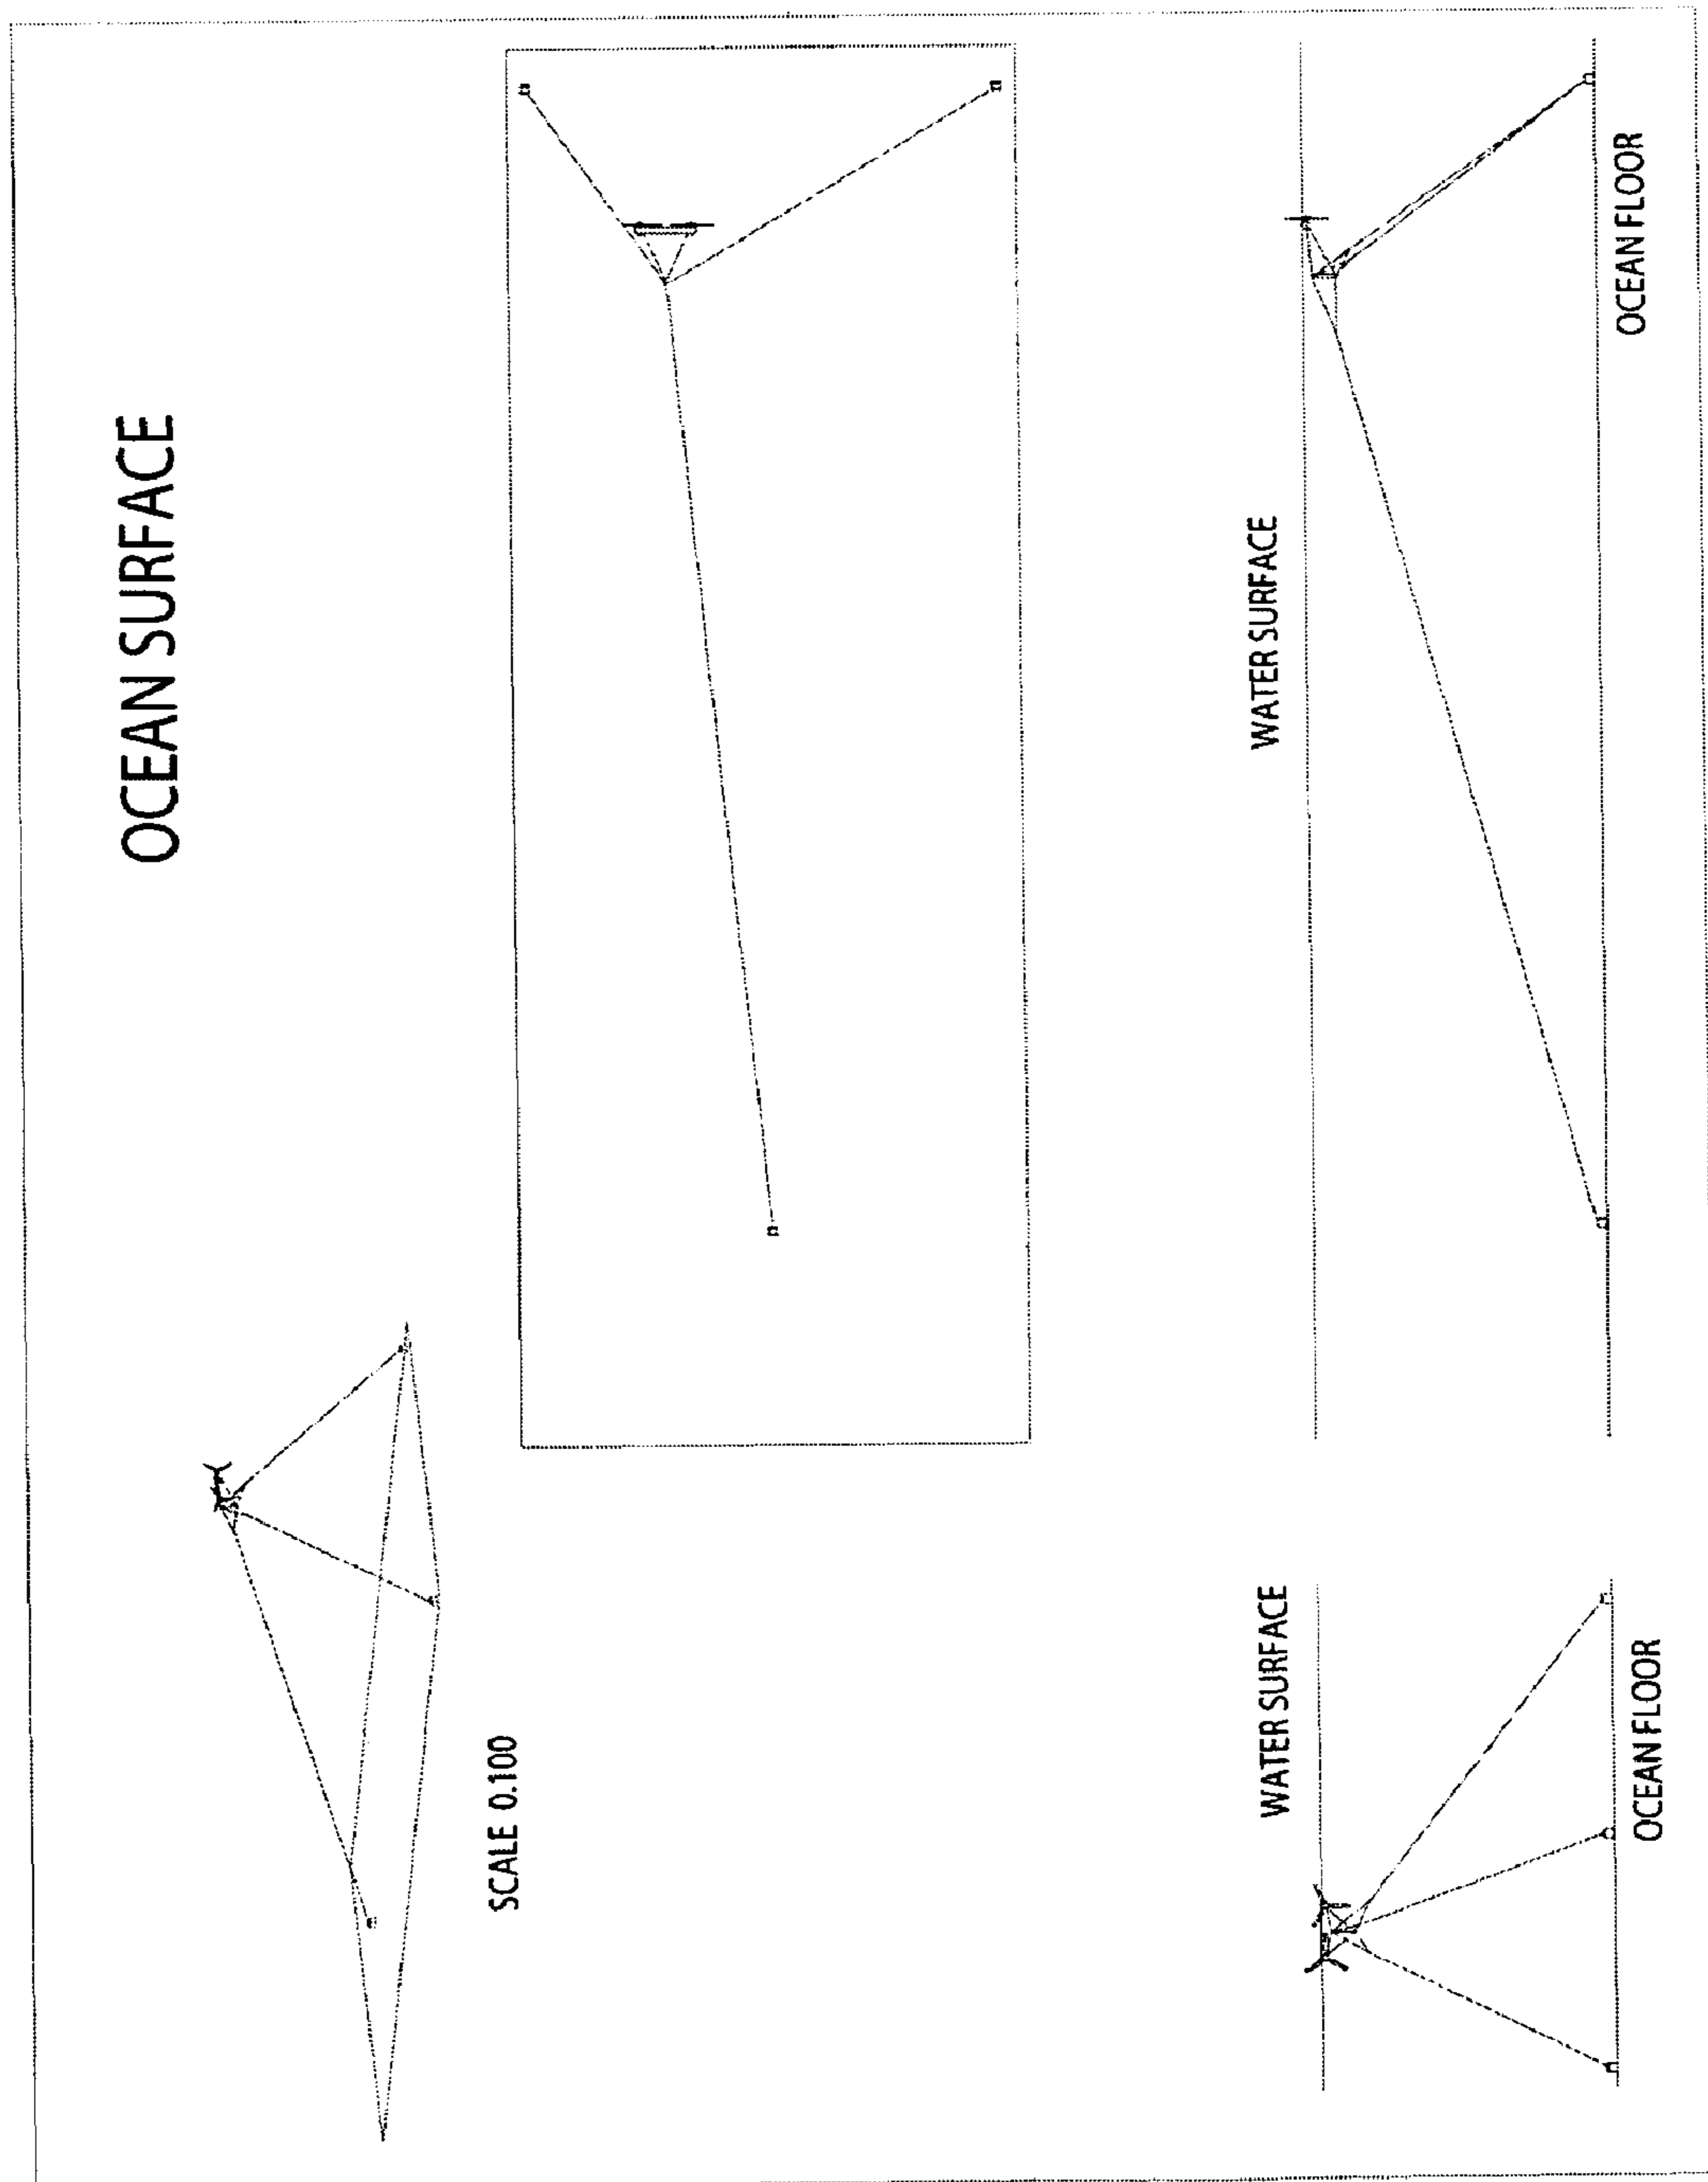 OCEAN SURFACE
SCALE 0.100
WATER SURFACE
OCEAN FLOOR
WATER SURFACE
OCEAN FLOOR